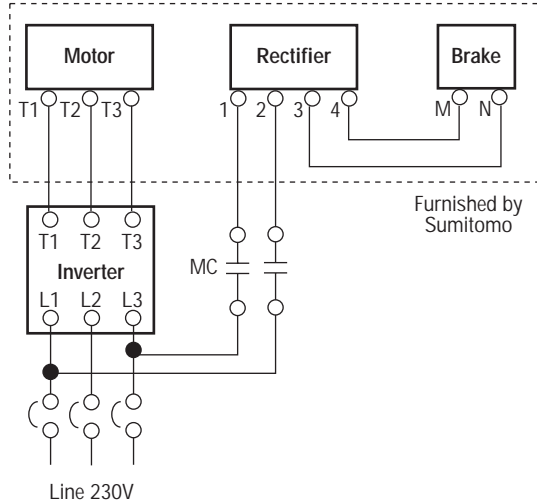 Motor Rectifier Brake
T1 T2 T3 1 2 3 4 M N
Furnished by
Sumitomo
T1 T2 T3
Inverter
MC
L1 L2 L3
Line 230V